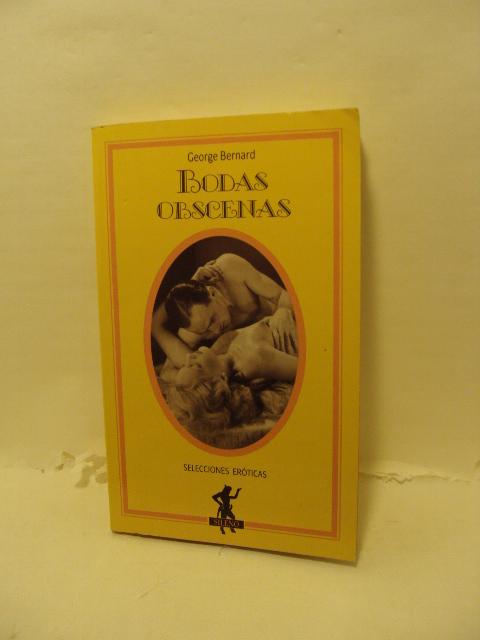 George Bernard
BODAS
OBSCENAS
SELECCIONES ERÓTICAS
SILENO